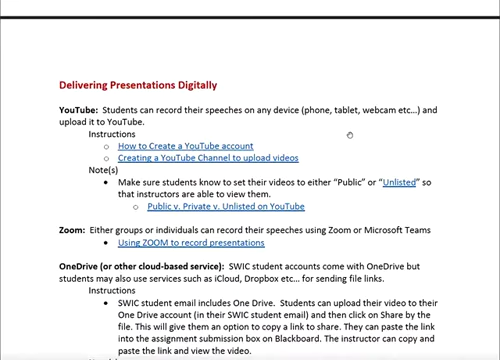 Delivering Presentations Digitally
YouTube: Students can record their speeches on any device (phone, tablet, webcam etc…) and
upload it to YouTube.
Instructions
o How to Create a YouTube account
o Creating a YouTube Channel to upload videos
Note(s)
• Make sure students know to set their videos to either “Public” or “Unlisted” so
that instructors are able to view them.
o Public v. Private v. Unlisted on YouTube
Zoom: Either groups or individuals can record their speeches using Zoom or Microsoft Teams
• Using ZOOM to record presentations
OneDrive (or other cloud-based service): SWIC student accounts come with OneDrive but
students may also use services such as iCloud, Dropbox etc… for sending file links.
Instructions
• SWIC student email includes One Drive. Students can upload their video to their
One Drive account (in their SWIC student email) and then click on Share by the
file. This will give them an option to copy a link to share. They can paste the link
into the assignment submission box on Blackboard. The instructor can copy and
paste the link and view the video.